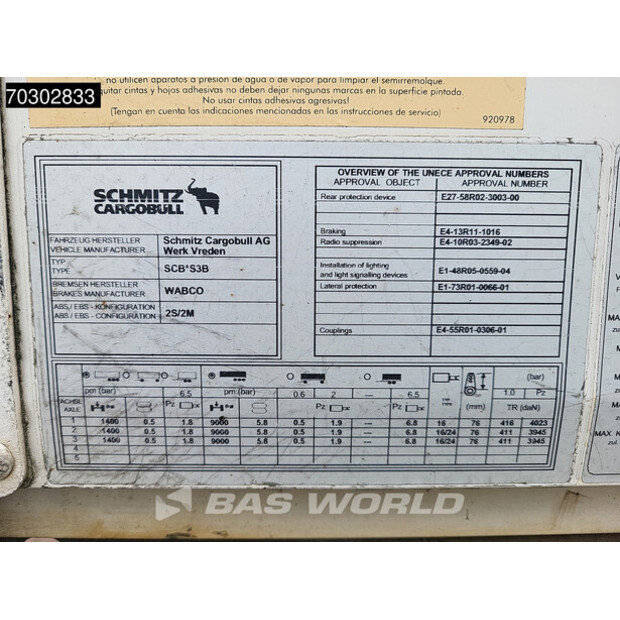 70302833
no utilizen aparatos a presión de agua o de vapor para limpiar el semirremolque.
quitar cintas y hojas adhesivas no deben dejar ningunas marcas en la superficie pintada.
No usar cintas adhesivas agresivas!
(Tengan en cuenta las indicaciones mencionadas en las instrucciones de servicio)
920978
SCHMITZ
CARGOBULL
FAHRZEUG HERSTELLER
VEHICLE MANUFACTURER
Schmitz Cargobull AG
Werk Vreden
TYP
TYPE
SCB*S3B
BREMSEN HERSTELLER
BRAKES MANUFACTURER
WABCO
ABS / EBS - KONFIGURATION
ABS / EBS - CONFIGURATION
2S/2M
OVERVIEW OF THE UNECE APPROVAL NUMBERS
APPROVAL OBJECT APPROVAL NUMBER
Rear protection device E27-58R02-3003-00
Braking E4-13R11-1016
Radio suppression E4-10R03-2349-02
Installation of lighting
and light signalling devices E1-48R05-0559-04
Lateral protection E1-73R01-0066-01
Couplings E4-55R01-0306-01
pm (bar) 6.5 pm (bar) 0.6 2 --- 6.5 (bar)
ACHSE
AXLE
Pz Pz Pz (mm) 1.0 Pz
TR (daN)
1 1400 0.5 1.8 9000 5.8 0.5 1.9 --- 6.8 16 76 416 4023
2 1400 0.5 1.8 9000 5.8 0.5 1.9 --- 6.8 16/24 76 411 3945
3 1400 0.5 1.8 9000 5.8 0.5 1.9 --- 6.8 16/24 76 411 3945
4
5
BAS WORLD